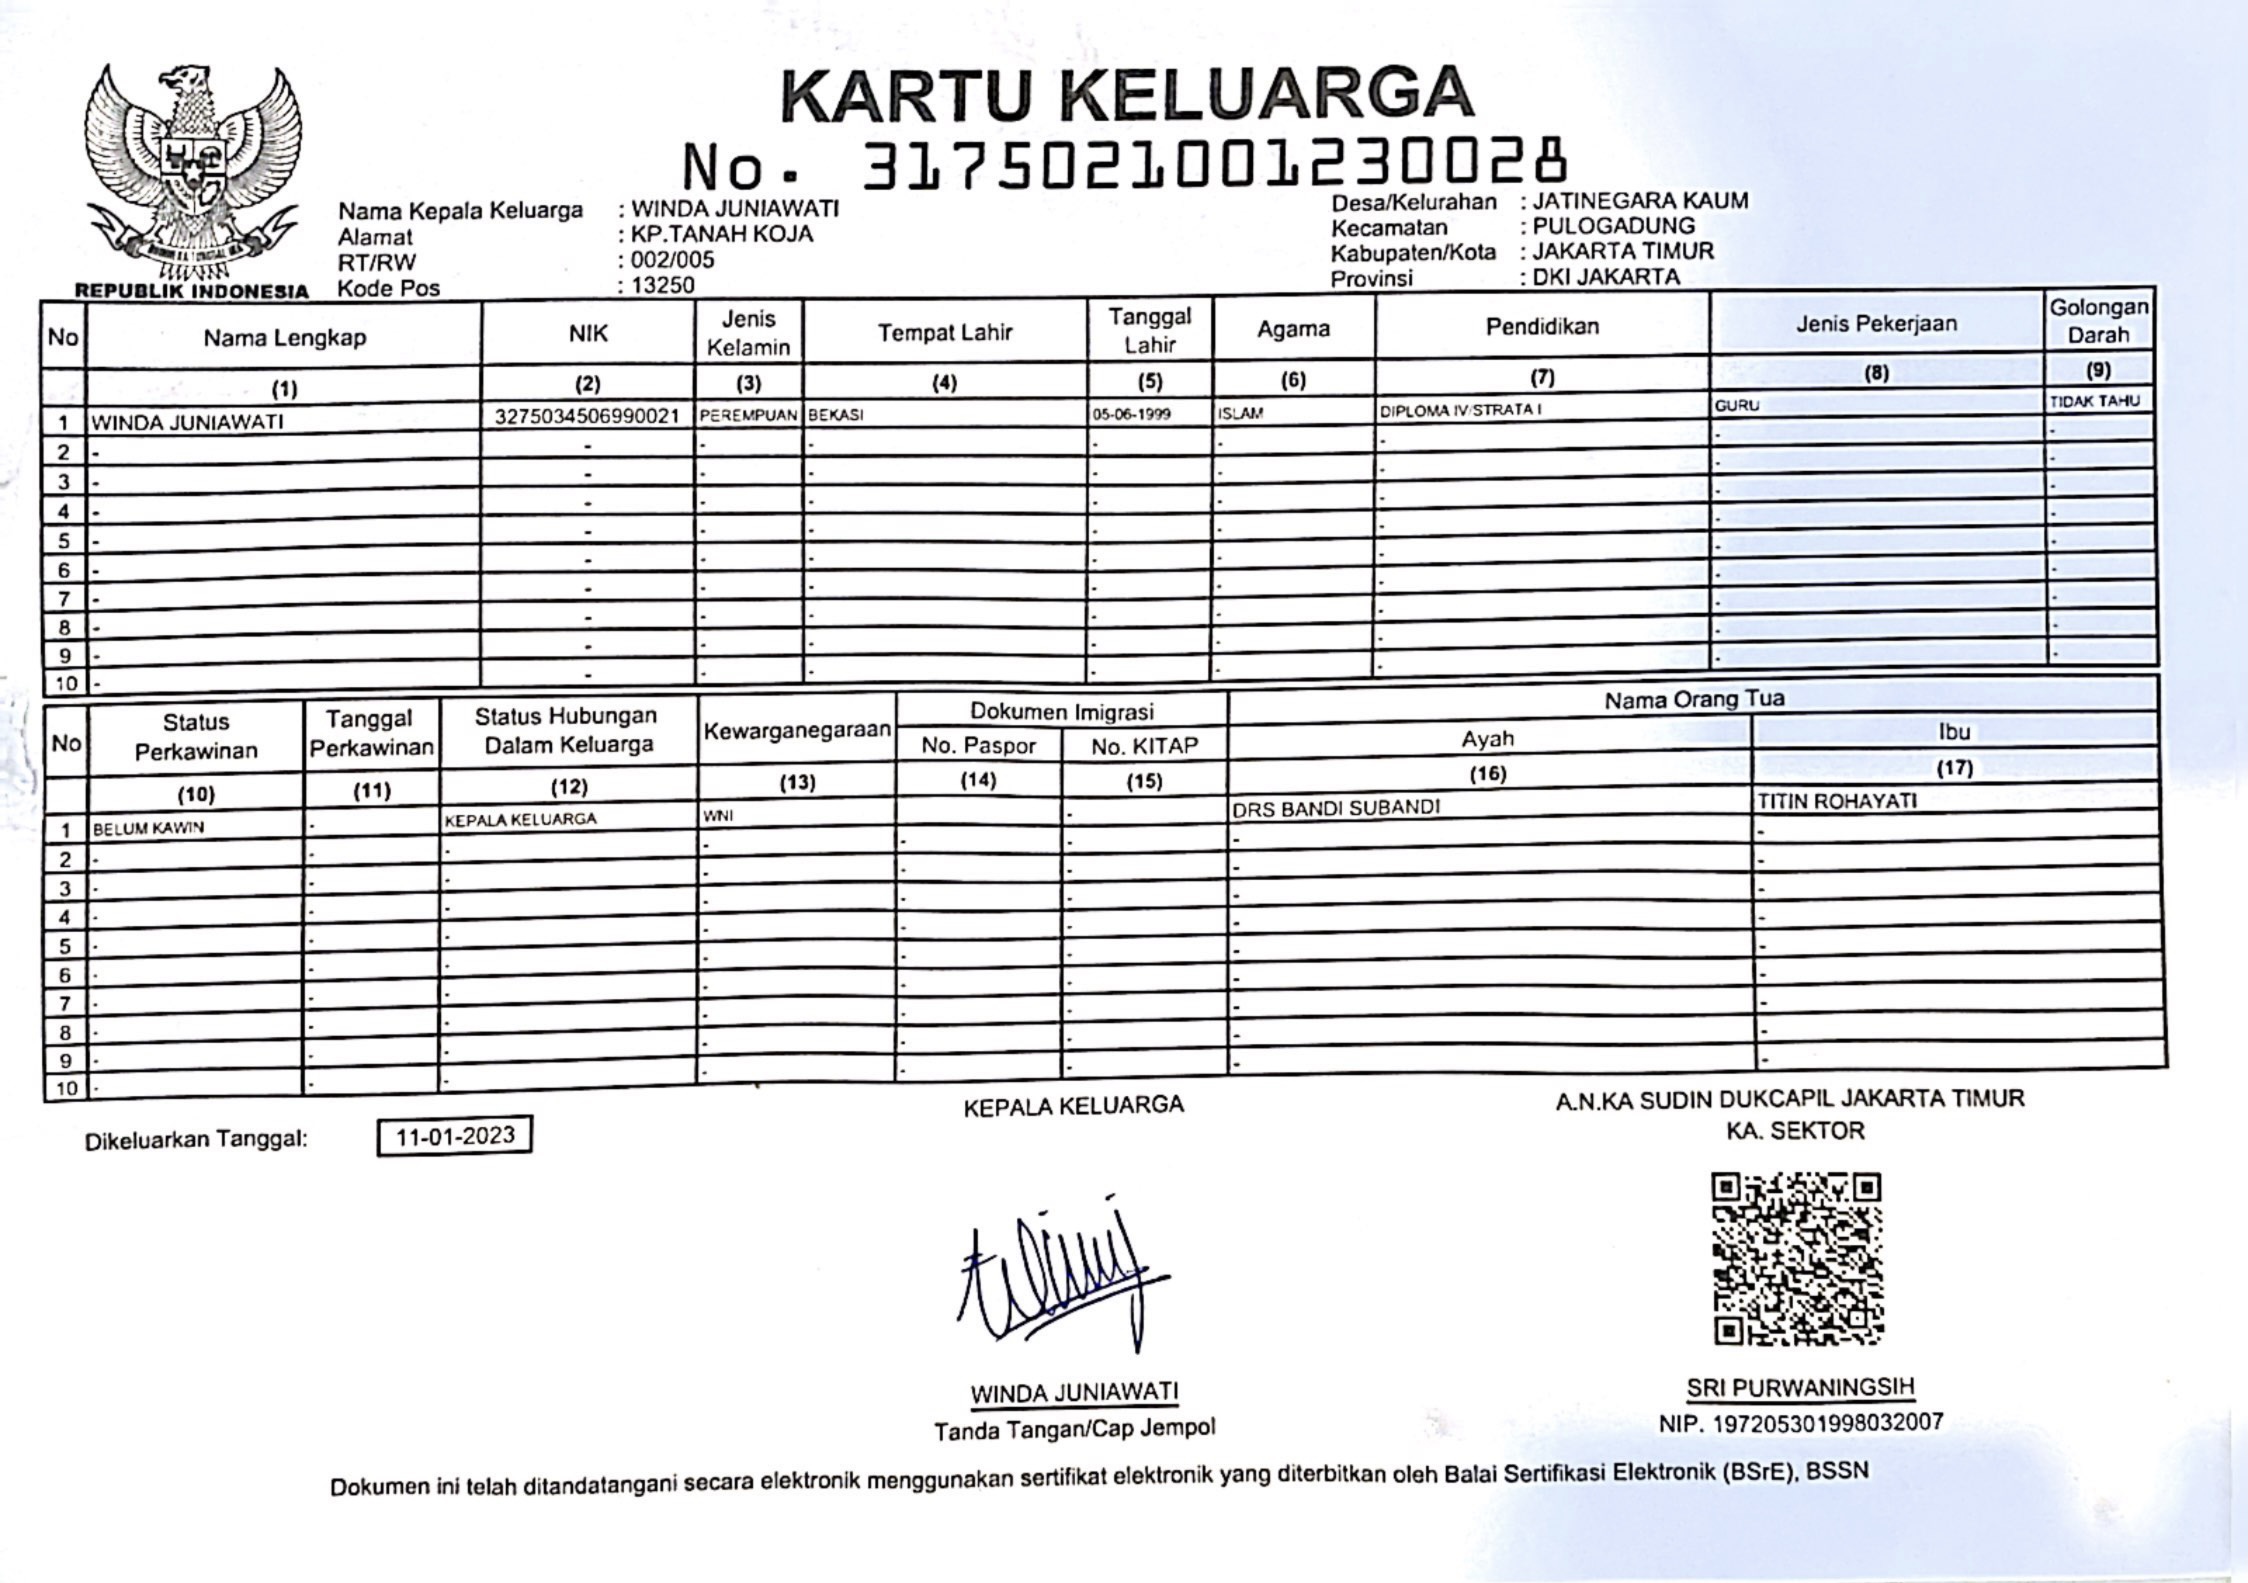 KARTU KELUARGA
No. 3175021001230028
REPUBLIK INDONESIA
Nama Kepala Keluarga : WINDA JUNIAWATI
Alamat : KP.TANAH KOJA
RT/RW : 002/005
Kode Pos : 13250
Desa/Kelurahan : JATINEGARA KAUM
Kecamatan : PULOGADUNG
Kabupaten/Kota : JAKARTA TIMUR
Provinsi : DKI JAKARTA
No Nama Lengkap NIK Jenis Kelamin Tempat Lahir Tanggal Lahir Agama Pendidikan Jenis Pekerjaan Golongan Darah
(1) (2) (3) (4) (5) (6) (7) (8) (9)
1 WINDA JUNIAWATI 3275034506990021 PEREMPUAN BEKASI 05-06-1999 ISLAM DIPLOMA IV/STRATA I GURU TIDAK TAHU
2 - - - - - - - - -
3 - - - - - - - - -
4 - - - - - - - - -
5 - - - - - - - - -
6 - - - - - - - - -
7 - - - - - - - - -
8 - - - - - - - - -
9 - - - - - - - - -
10 - - - - - - - - -
No Status Perkawinan Tanggal Perkawinan Status Hubungan Dalam Keluarga Kewarganegaraan Dokumen Imigrasi Nama Orang Tua
No. Paspor No. KITAP Ayah Ibu
(10) (11) (12) (13) (14) (15) (16) (17)
1 BELUM KAWIN - KEPALA KELUARGA WNI - DRS BANDI SUBANDI TITIN ROHAYATI
2 - - - - - - - -
3 - - - - - - - -
4 - - - - - - - -
5 - - - - - - - -
6 - - - - - - - -
7 - - - - - - - -
8 - - - - - - - -
9 - - - - - - - -
10 - - - - - - - -
Dikeluarkan Tanggal: 11-01-2023
KEPALA KELUARGA
WINDA JUNIAWATI
Tanda Tangan/Cap Jempol
A.N.KA SUDIN DUKCAPIL JAKARTA TIMUR
KA. SEKTOR
SRI PURWANINGSIH
NIP. 197205301998032007
Dokumen ini telah ditandatangani secara elektronik menggunakan sertifikat elektronik yang diterbitkan oleh Balai Sertifikasi Elektronik (BSrE), BSSN